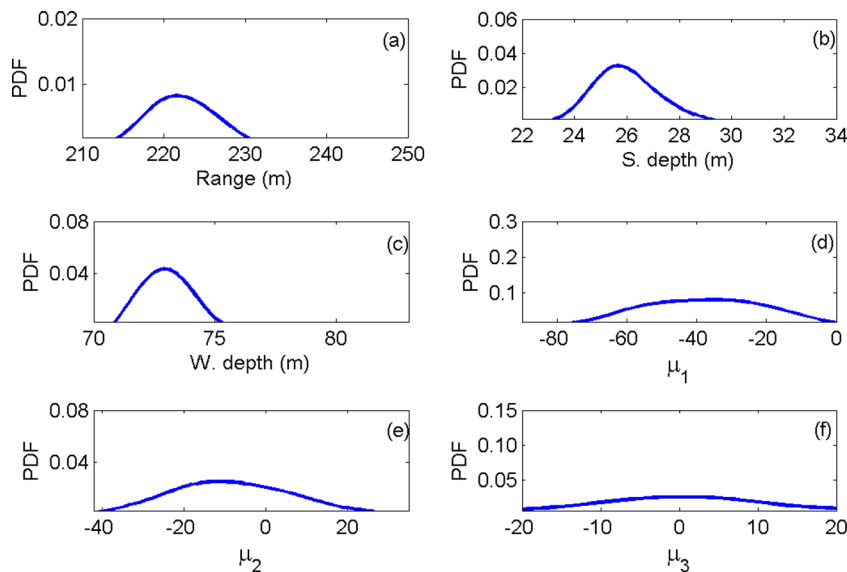 0.02
0.01
PDF
(a)
210 220 230 240 250
Range (m)
0.06
0.04
0.02
PDF
(b)
22 24 26 28 30 32 34
S. depth (m)
0.08
0.04
PDF
(c)
70 75 80
W. depth (m)
0.3
0.2
0.1
PDF
(d)
-80 -60 -40 -20 0
μ1
0.08
0.04
PDF
(e)
-40 -20 0 20
μ2
0.15
0.10
0.05
PDF
(f)
-20 -10 0 10 20
μ3